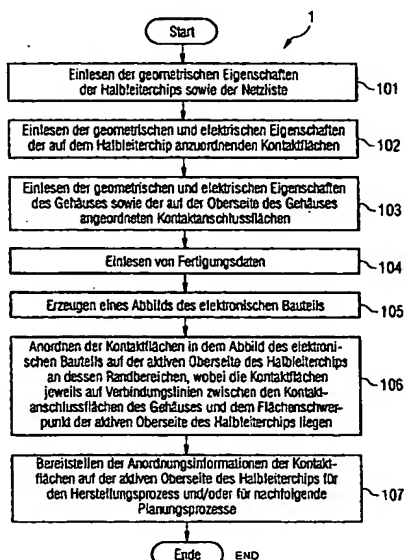 1
Start
Einlesen der geometrischen Eigenschaften
der Halbleiterchips sowie der Netzliste
101
Einlesen der geometrischen und elektrischen Eigenschaften
der auf dem Halbleiterchip anzuordnenden Kontaktflächen
102
Einlesen der geometrischen und elektrischen Eigenschaften
des Gehäuses sowie der auf der Oberseite des Gehäuses
angeordneten Kontaktanschlussflächen
103
Einlesen von Fertigungsdaten
104
Erzeugen eines Abbilds des elektronischen Bauteils
105
Anordnen der Kontaktflächen in dem Abbild des elektroni-
schen Bauteils auf der aktiven Oberseite des Halbleiterchips
an dessen Randbereichen, wobei die Kontaktflächen
jeweils auf Verbindungslinien zwischen den Kontakt-
anschlussflächen des Gehäuses und dem Flächenschwer-
punkt der aktiven Oberseite des Halbleiterchips liegen
106
Bereitstellen der Anordnungsinformationen der Kontakt-
flächen auf der aktiven Oberseite des Halbleiterchips für
den Herstellungsprozess und/oder für nachfolgende
Planungsprozesse
107
Ende END